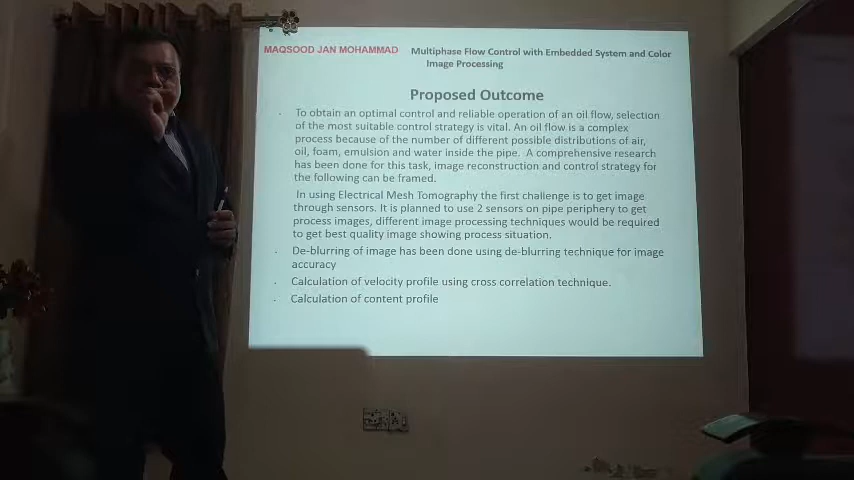 MAQSOOD JAN MOHAMMAD Multiphase Flow Control with Embedded System and Color
Image Processing
Proposed Outcome
To obtain an optimal control and reliable operation of an oil flow, selection
of the most suitable control strategy is vital. An oil flow is a complex
process because of the number of different possible distributions of air,
oil, foam, emulsion and water inside the pipe. A comprehensive research
has been done for this task, image reconstruction and control strategy for
the following can be framed.
In using Electrical Mesh Tomography the first challenge is to get image
through sensors. It is planned to use 2 sensors on pipe periphery to get
process images, different image processing techniques would be required
to get best quality image showing process situation.
De-blurring of image has been done using de-blurring technique for image
accuracy
Calculation of velocity profile using cross correlation technique.
Calculation of content profile